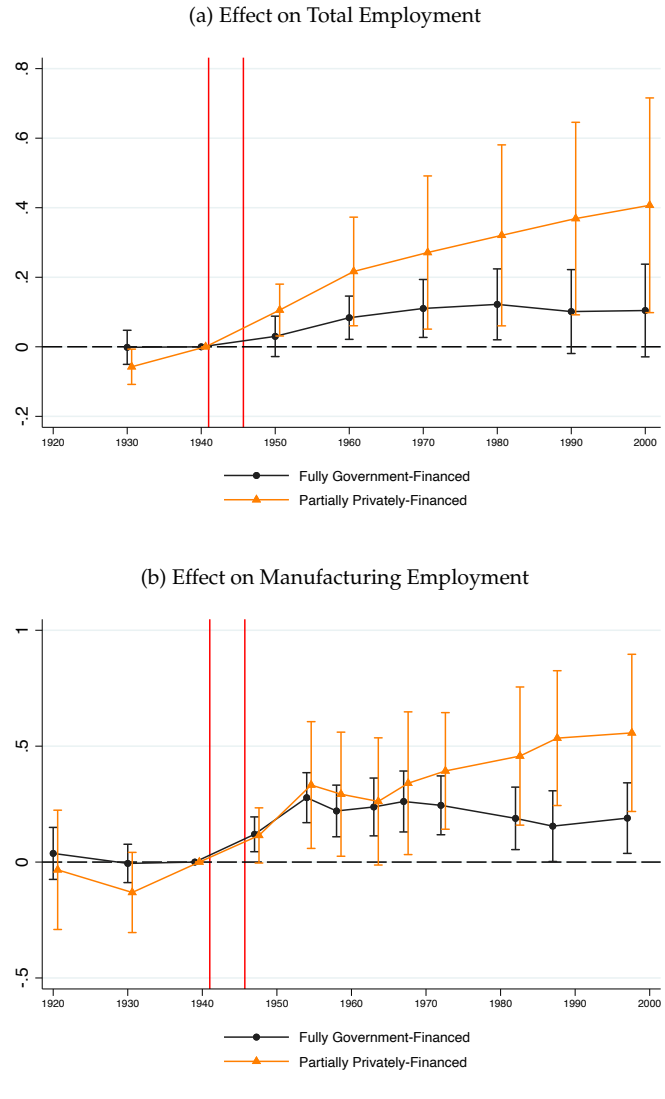 (a) Effect on Total Employment
.8
.6
.4
.2
0
-.2
1920 1930 1940 1950 1960 1970 1980 1990 2000
Fully Government-Financed
Partially Privately-Financed
(b) Effect on Manufacturing Employment
1
.5
0
-.5
1920 1930 1940 1950 1960 1970 1980 1990 2000
Fully Government-Financed
Partially Privately-Financed